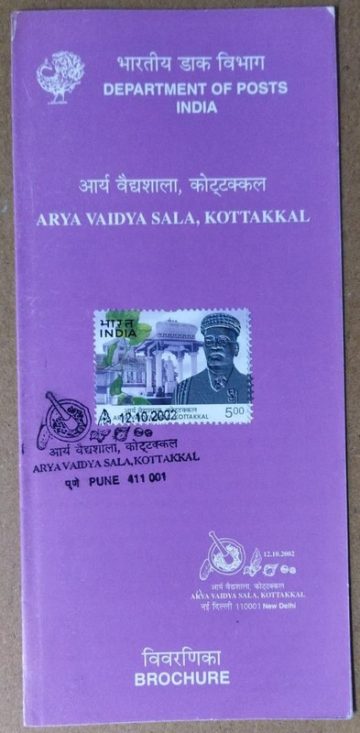 भारतीय डाक विभाग
DEPARTMENT OF POSTS
INDIA
आर्य वैद्यशाला, कोट्टक्कल
ARYA VAIDYA SALA, KOTTAKKAL
भारत
INDIA
12.10.2002
5.00
आर्य वैद्यशाला, कोट्टक्कल
ARYA VAIDYA SALA, KOTTAKKAL
पुणे PUNE 411 001
12.10.2002
आर्य वैद्यशाला, कोट्टक्कल
ARYA VAIDYA SALA, KOTTAKKAL
नई दिल्ली 110001 New Delhi
विवरणिका
BROCHURE